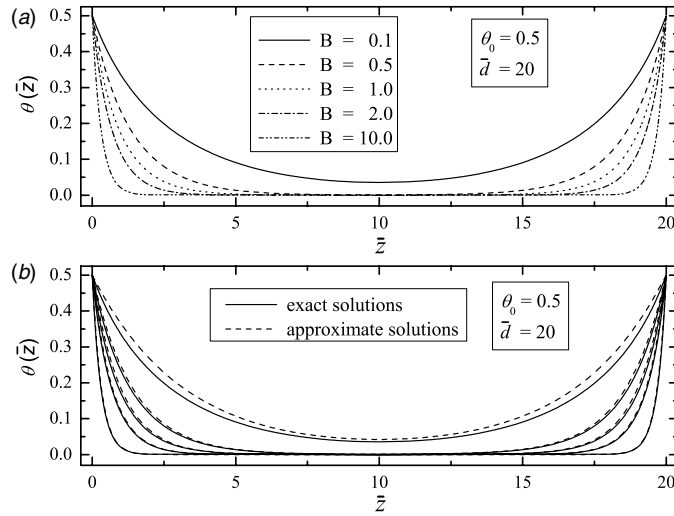 (a)
0.5
0.4
0.3
0.2
0.1
0.0
θ(z̄)
B = 0.1
B = 0.5
B = 1.0
B = 2.0
B = 10.0
θ₀ = 0.5
d̄ = 20
0 5 10 15 20
z̄
(b)
0.5
0.4
0.3
0.2
0.1
0.0
θ(z̄)
exact solutions
approximate solutions
θ₀ = 0.5
d̄ = 20
0 5 10 15 20
z̄